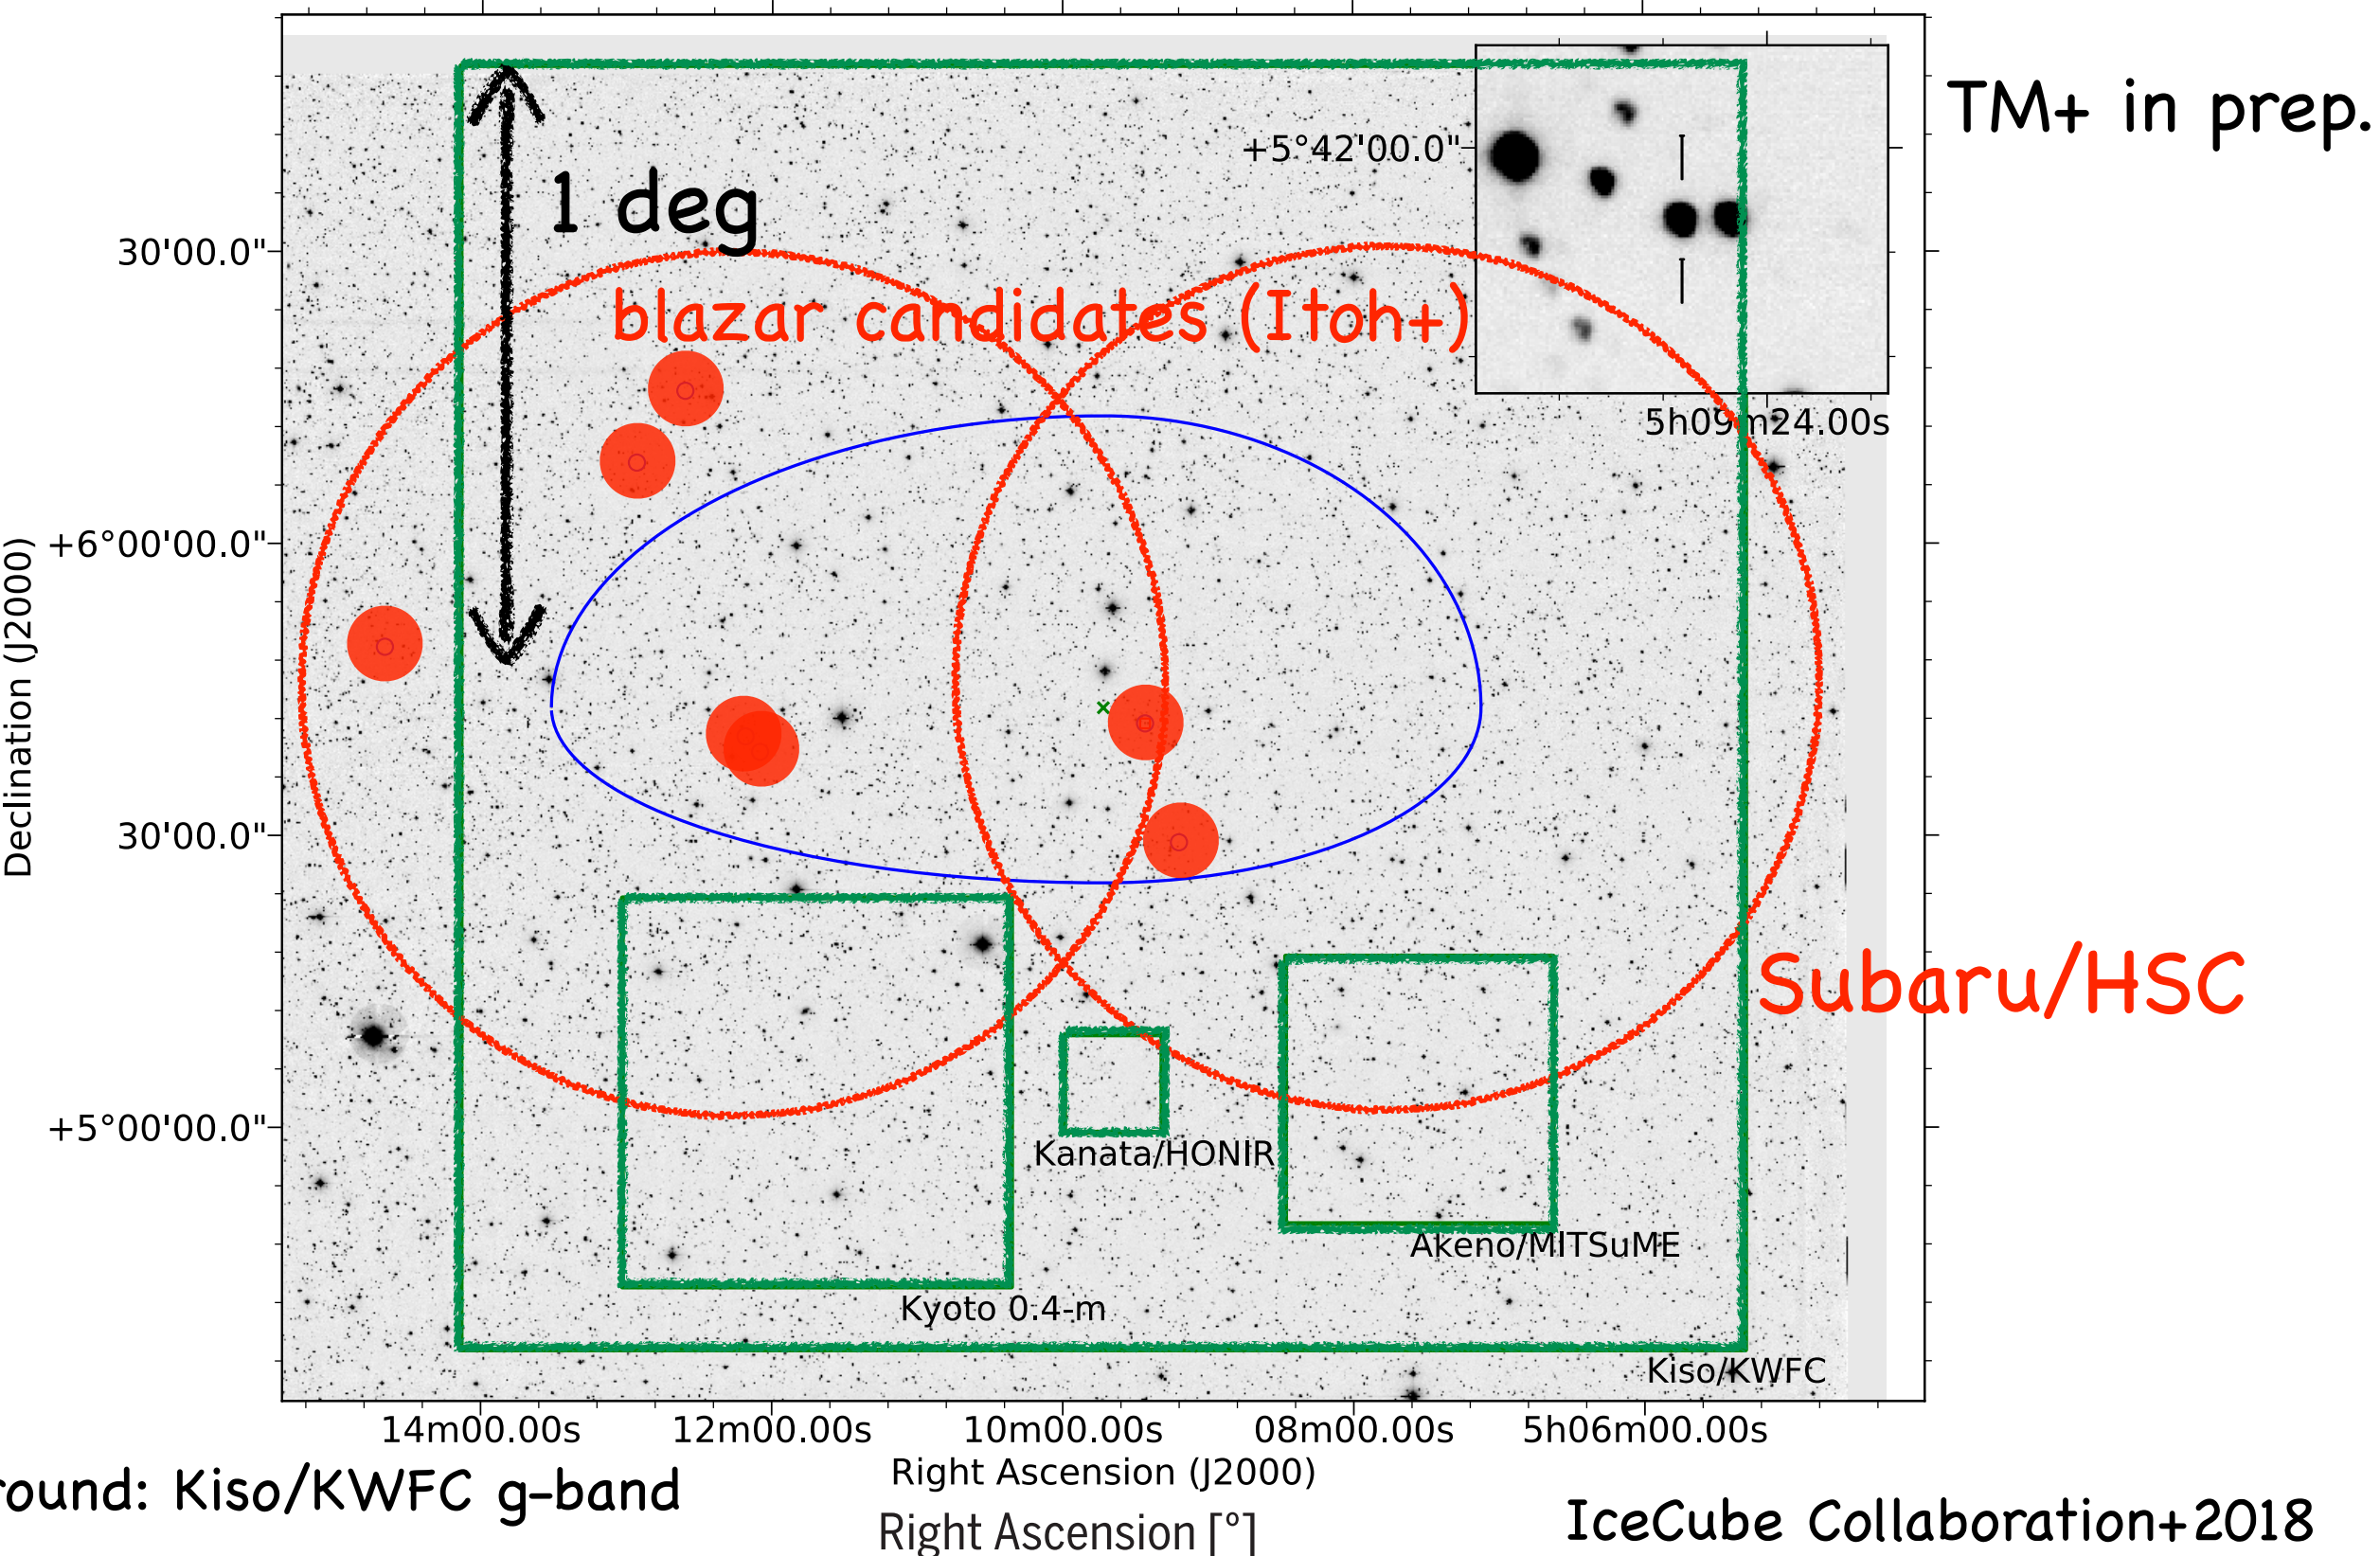 TM+ in prep.
+5°42'00.0"
1 deg
30'00.0"
blazar candidates (Itoh+)
5h09m24.00s
+6°00'00.0"
Declination (J2000)
30'00.0"
Subaru/HSC
+5°00'00.0"
Kanata/HONIR
Akeno/MITSuME
Kyoto 0.4-m
Kiso/KWFC
14m00.00s 12m00.00s 10m00.00s 08m00.00s 5h06m00.00s
Right Ascension (J2000)
round: Kiso/KWFC g-band
Right Ascension [°]
IceCube Collaboration+2018